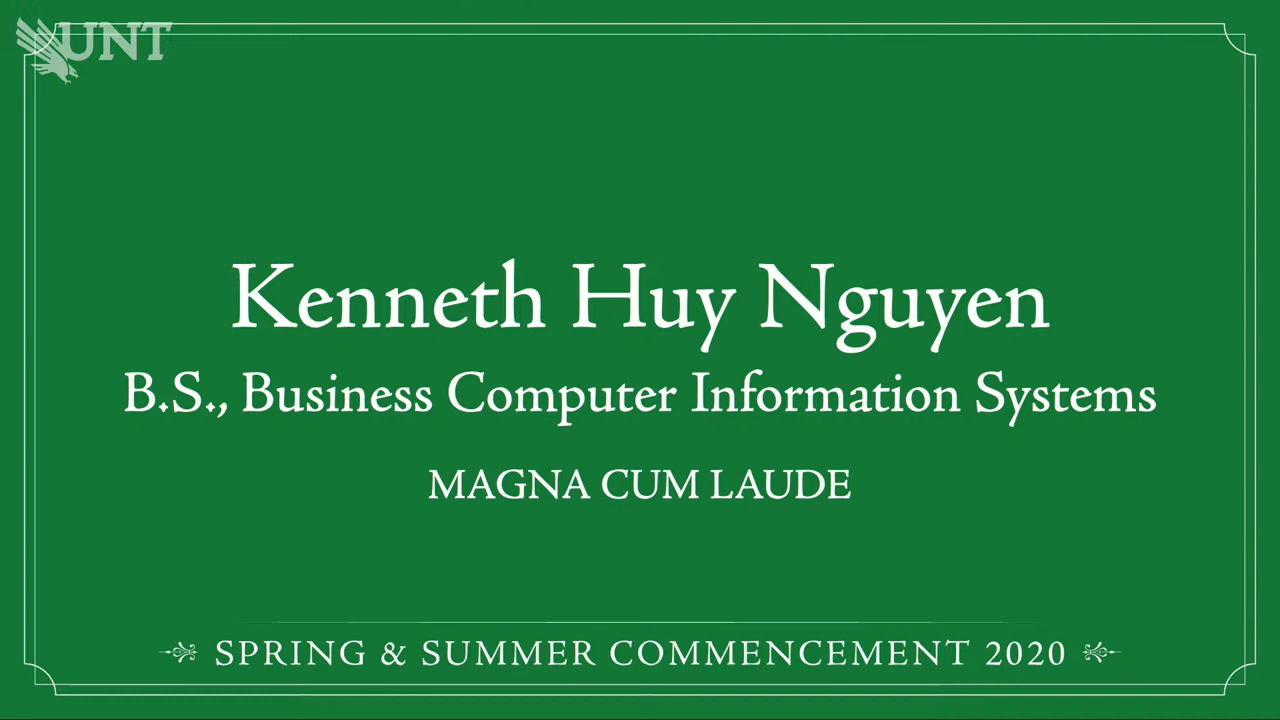 UNT
Kenneth Huy Nguyen
B.S., Business Computer Information Systems
MAGNA CUM LAUDE
SPRING & SUMMER COMMENCEMENT 2020